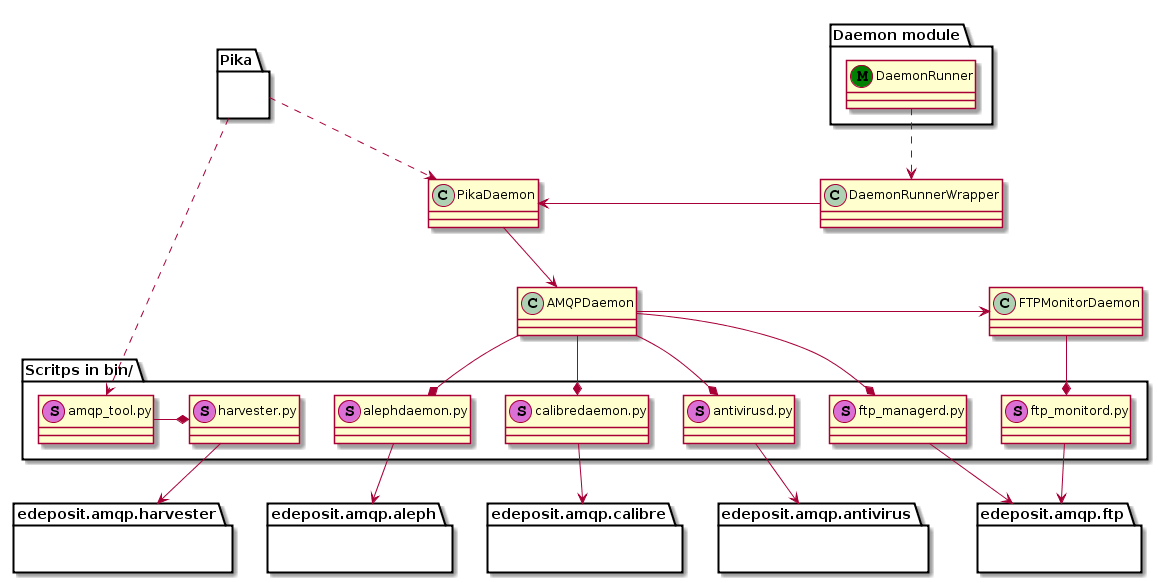 Daemon module
M DaemonRunner
Pika
C PikaDaemon
C DaemonRunnerWrapper
C AMQPDaemon
C FTPMonitorDaemon
Scritps in bin/
S amqp_tool.py
S harvester.py
S alephdaemon.py
S calibredaemon.py
S antivirusd.py
S ftp_managerd.py
S ftp_monitord.py
edeposit.amqp.harvester
edeposit.amqp.aleph
edeposit.amqp.calibre
edeposit.amqp.antivirus
edeposit.amqp.ftp